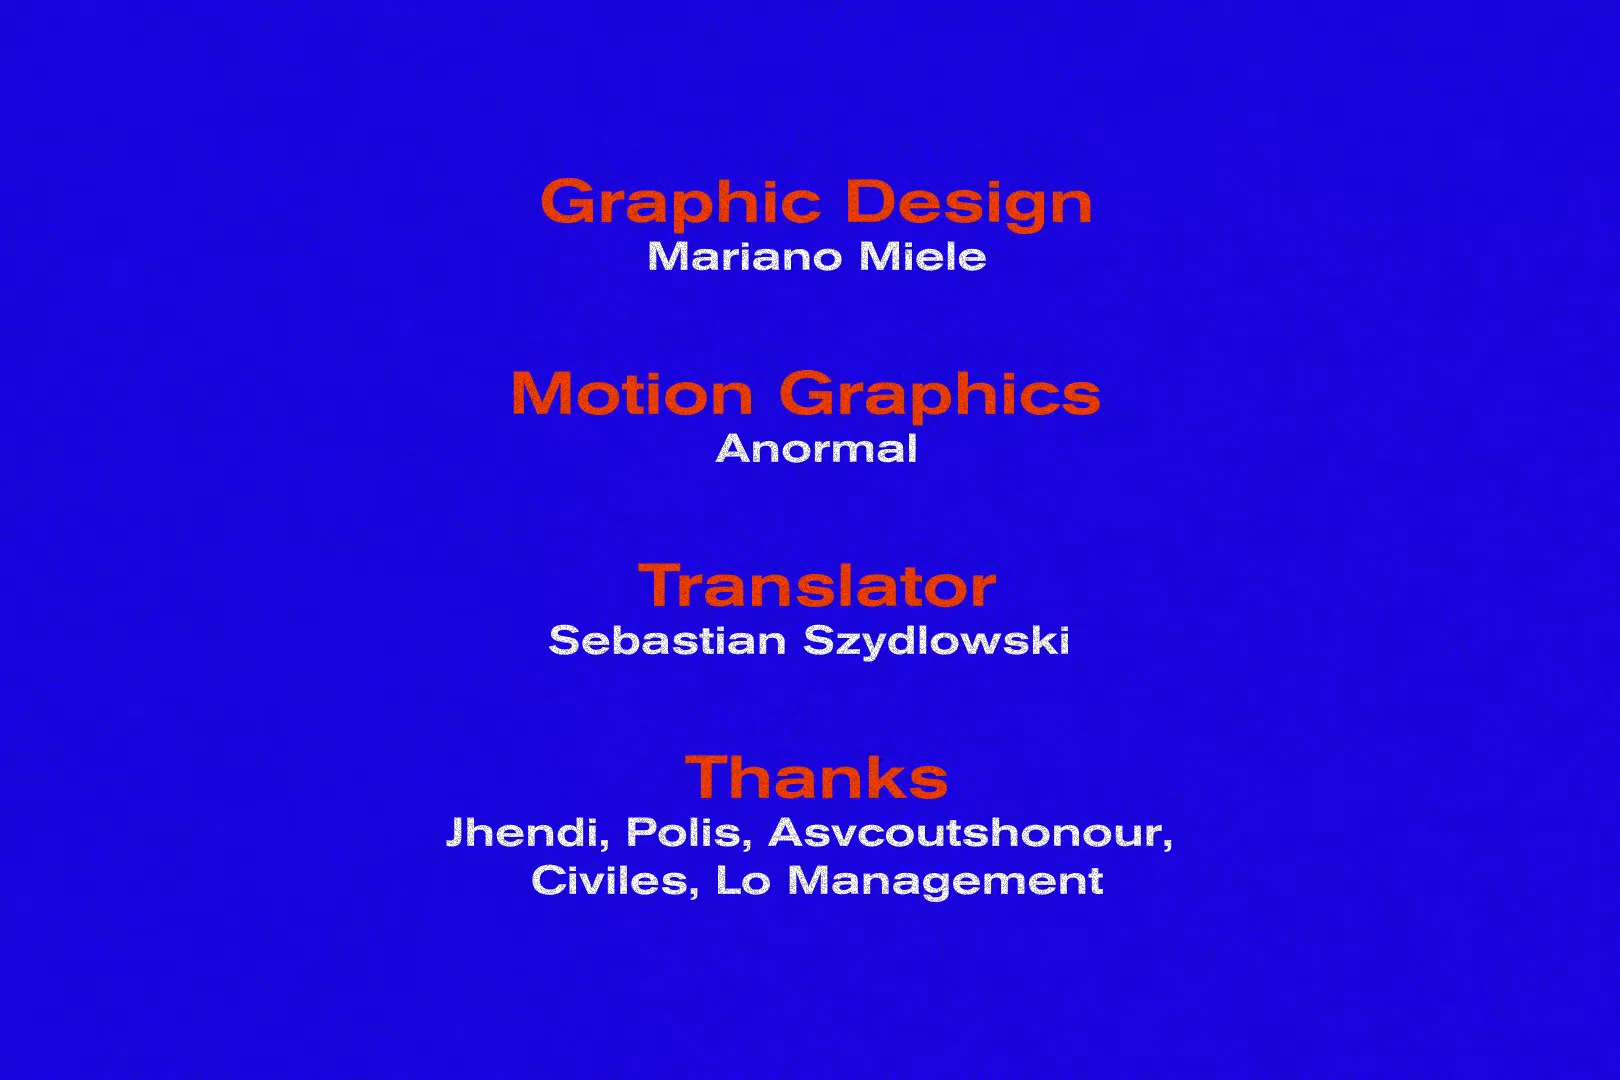 Graphic Design
Mariano Miele
Motion Graphics
Anormal
Translator
Sebastian Szydlowski
Thanks
Jhendi, Polis, Asvcoutshonour,
Civiles, Lo Management